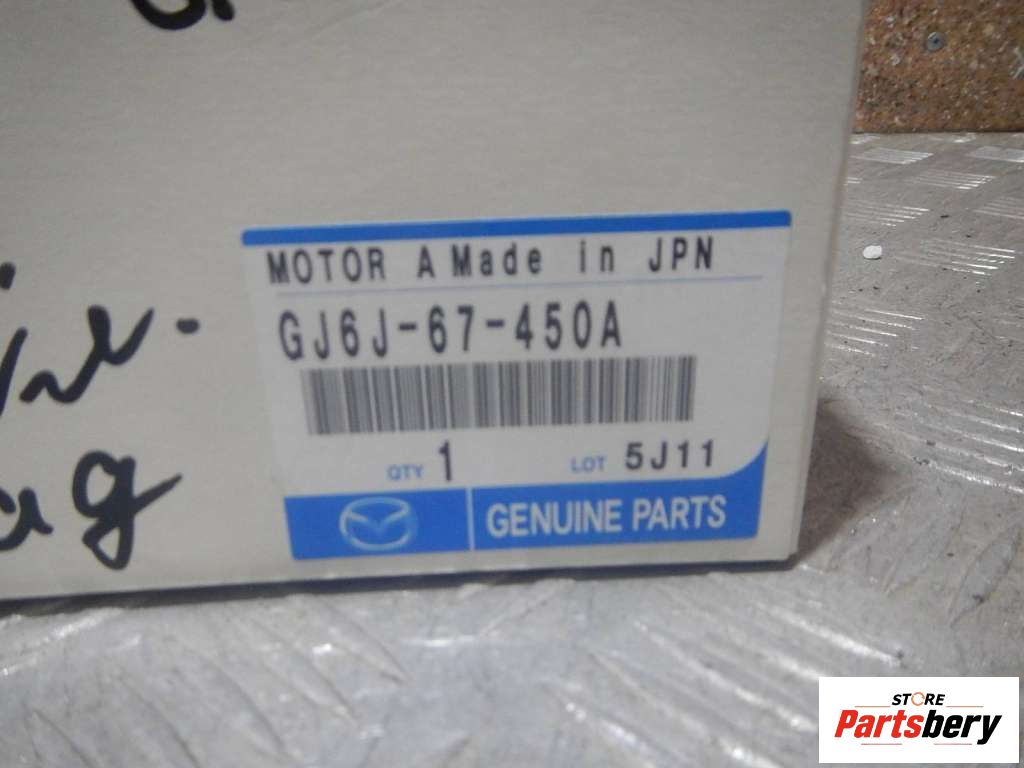 MOTOR A Made in JPN
GJ6J-67-450A
QTY 1 LOT 5J11
GENUINE PARTS
STORE
Partsbery